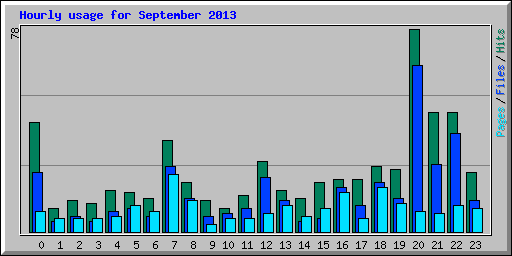 Hourly usage for September 2013
78
Pages/Files/Hits
0 1 2 3 4 5 6 7 8 9 10 11 12 13 14 15 16 17 18 19 20 21 22 23